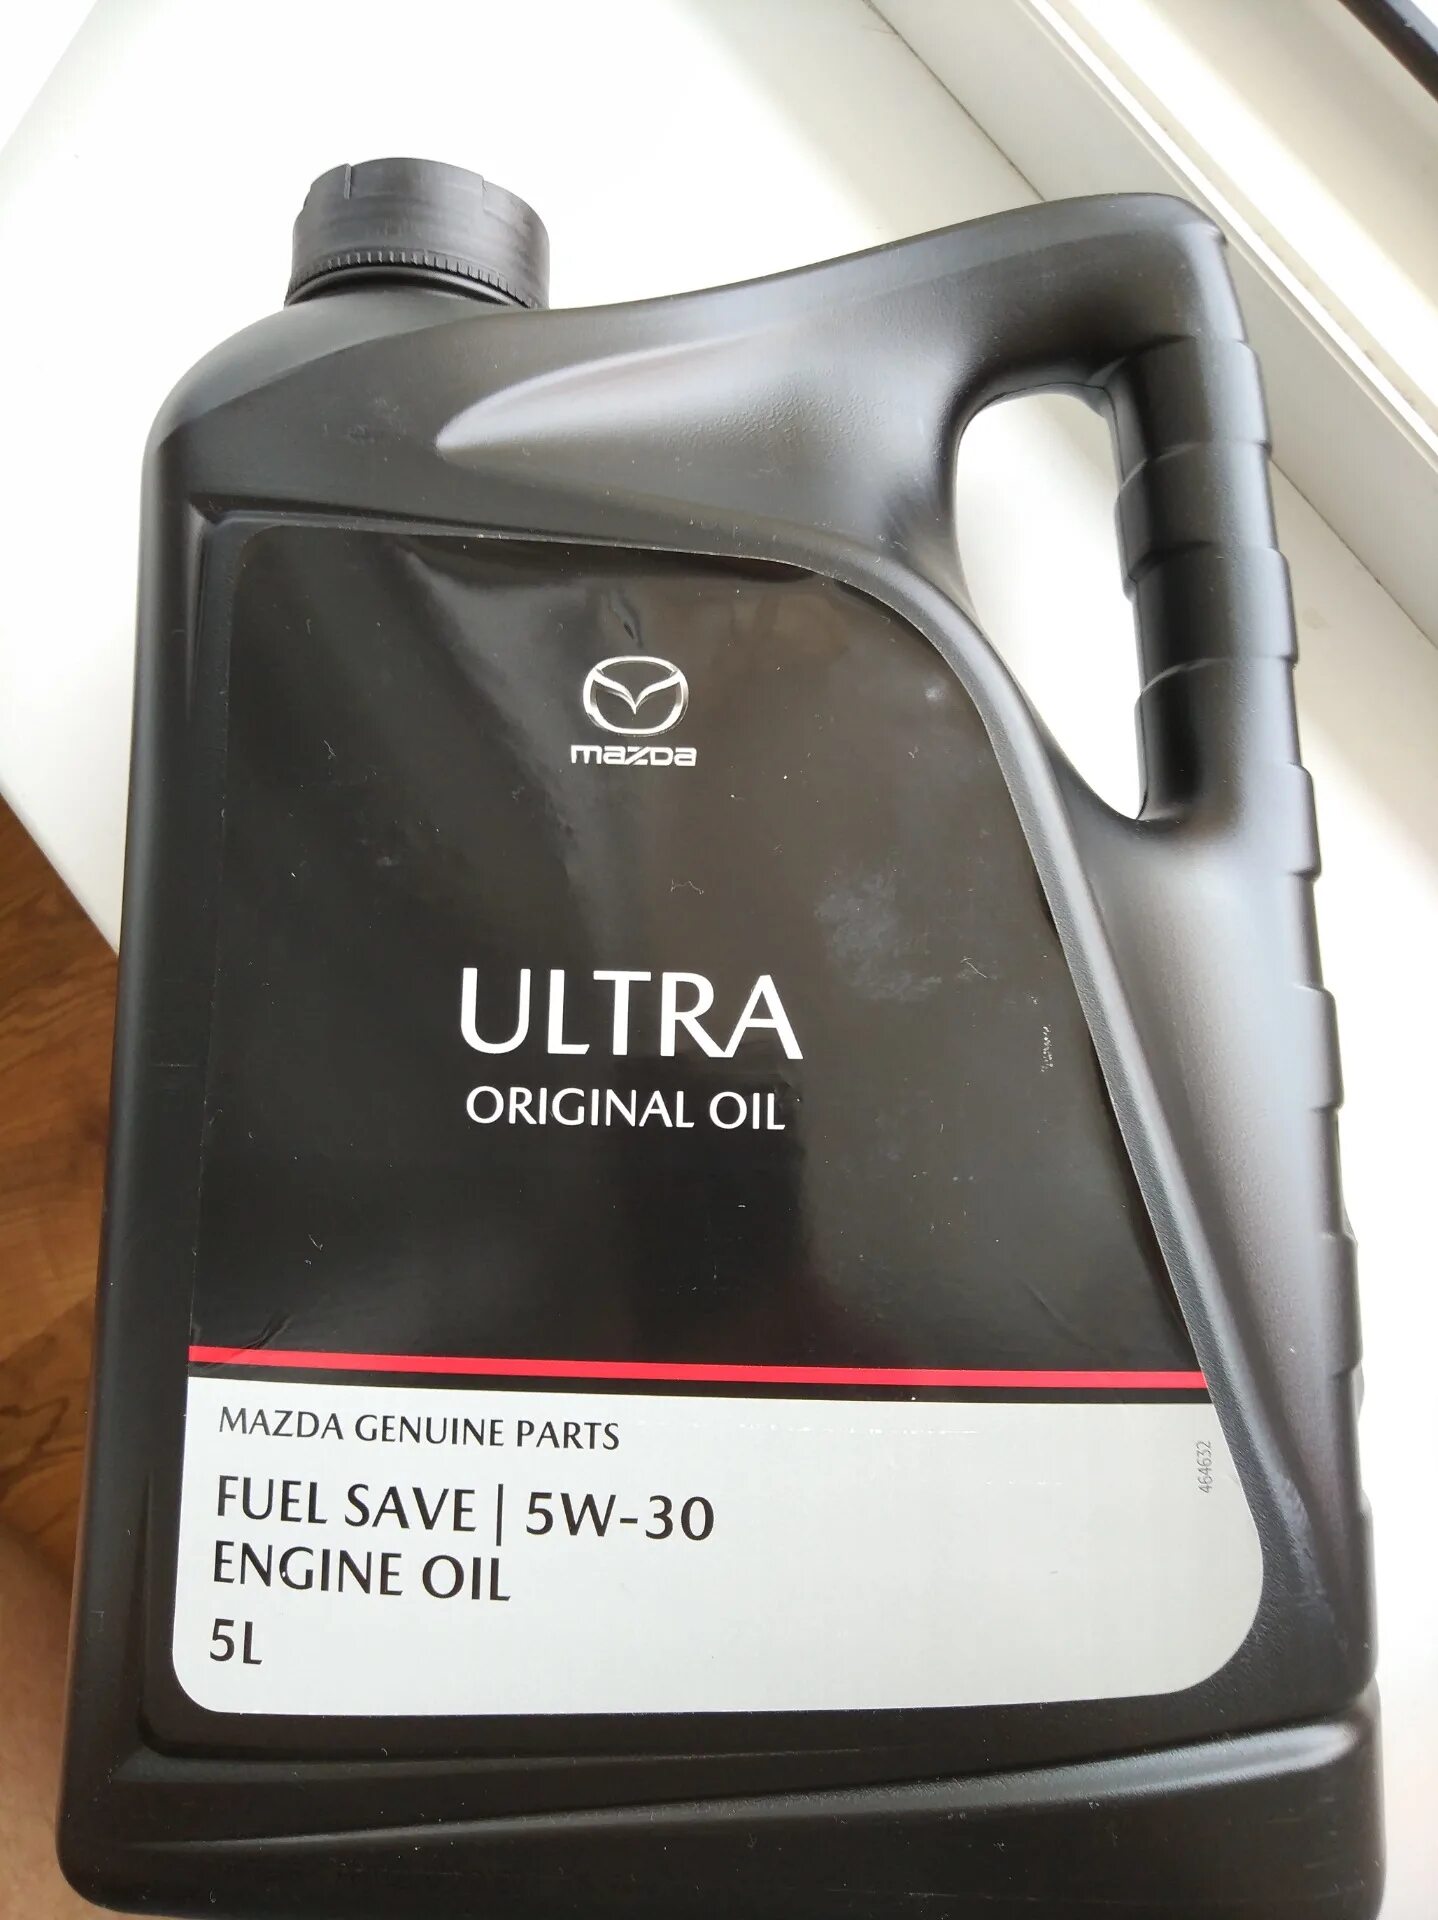 mazda
ULTRA
ORIGINAL OIL
MAZDA GENUINE PARTS
FUEL SAVE | 5W-30
ENGINE OIL
5L
464632